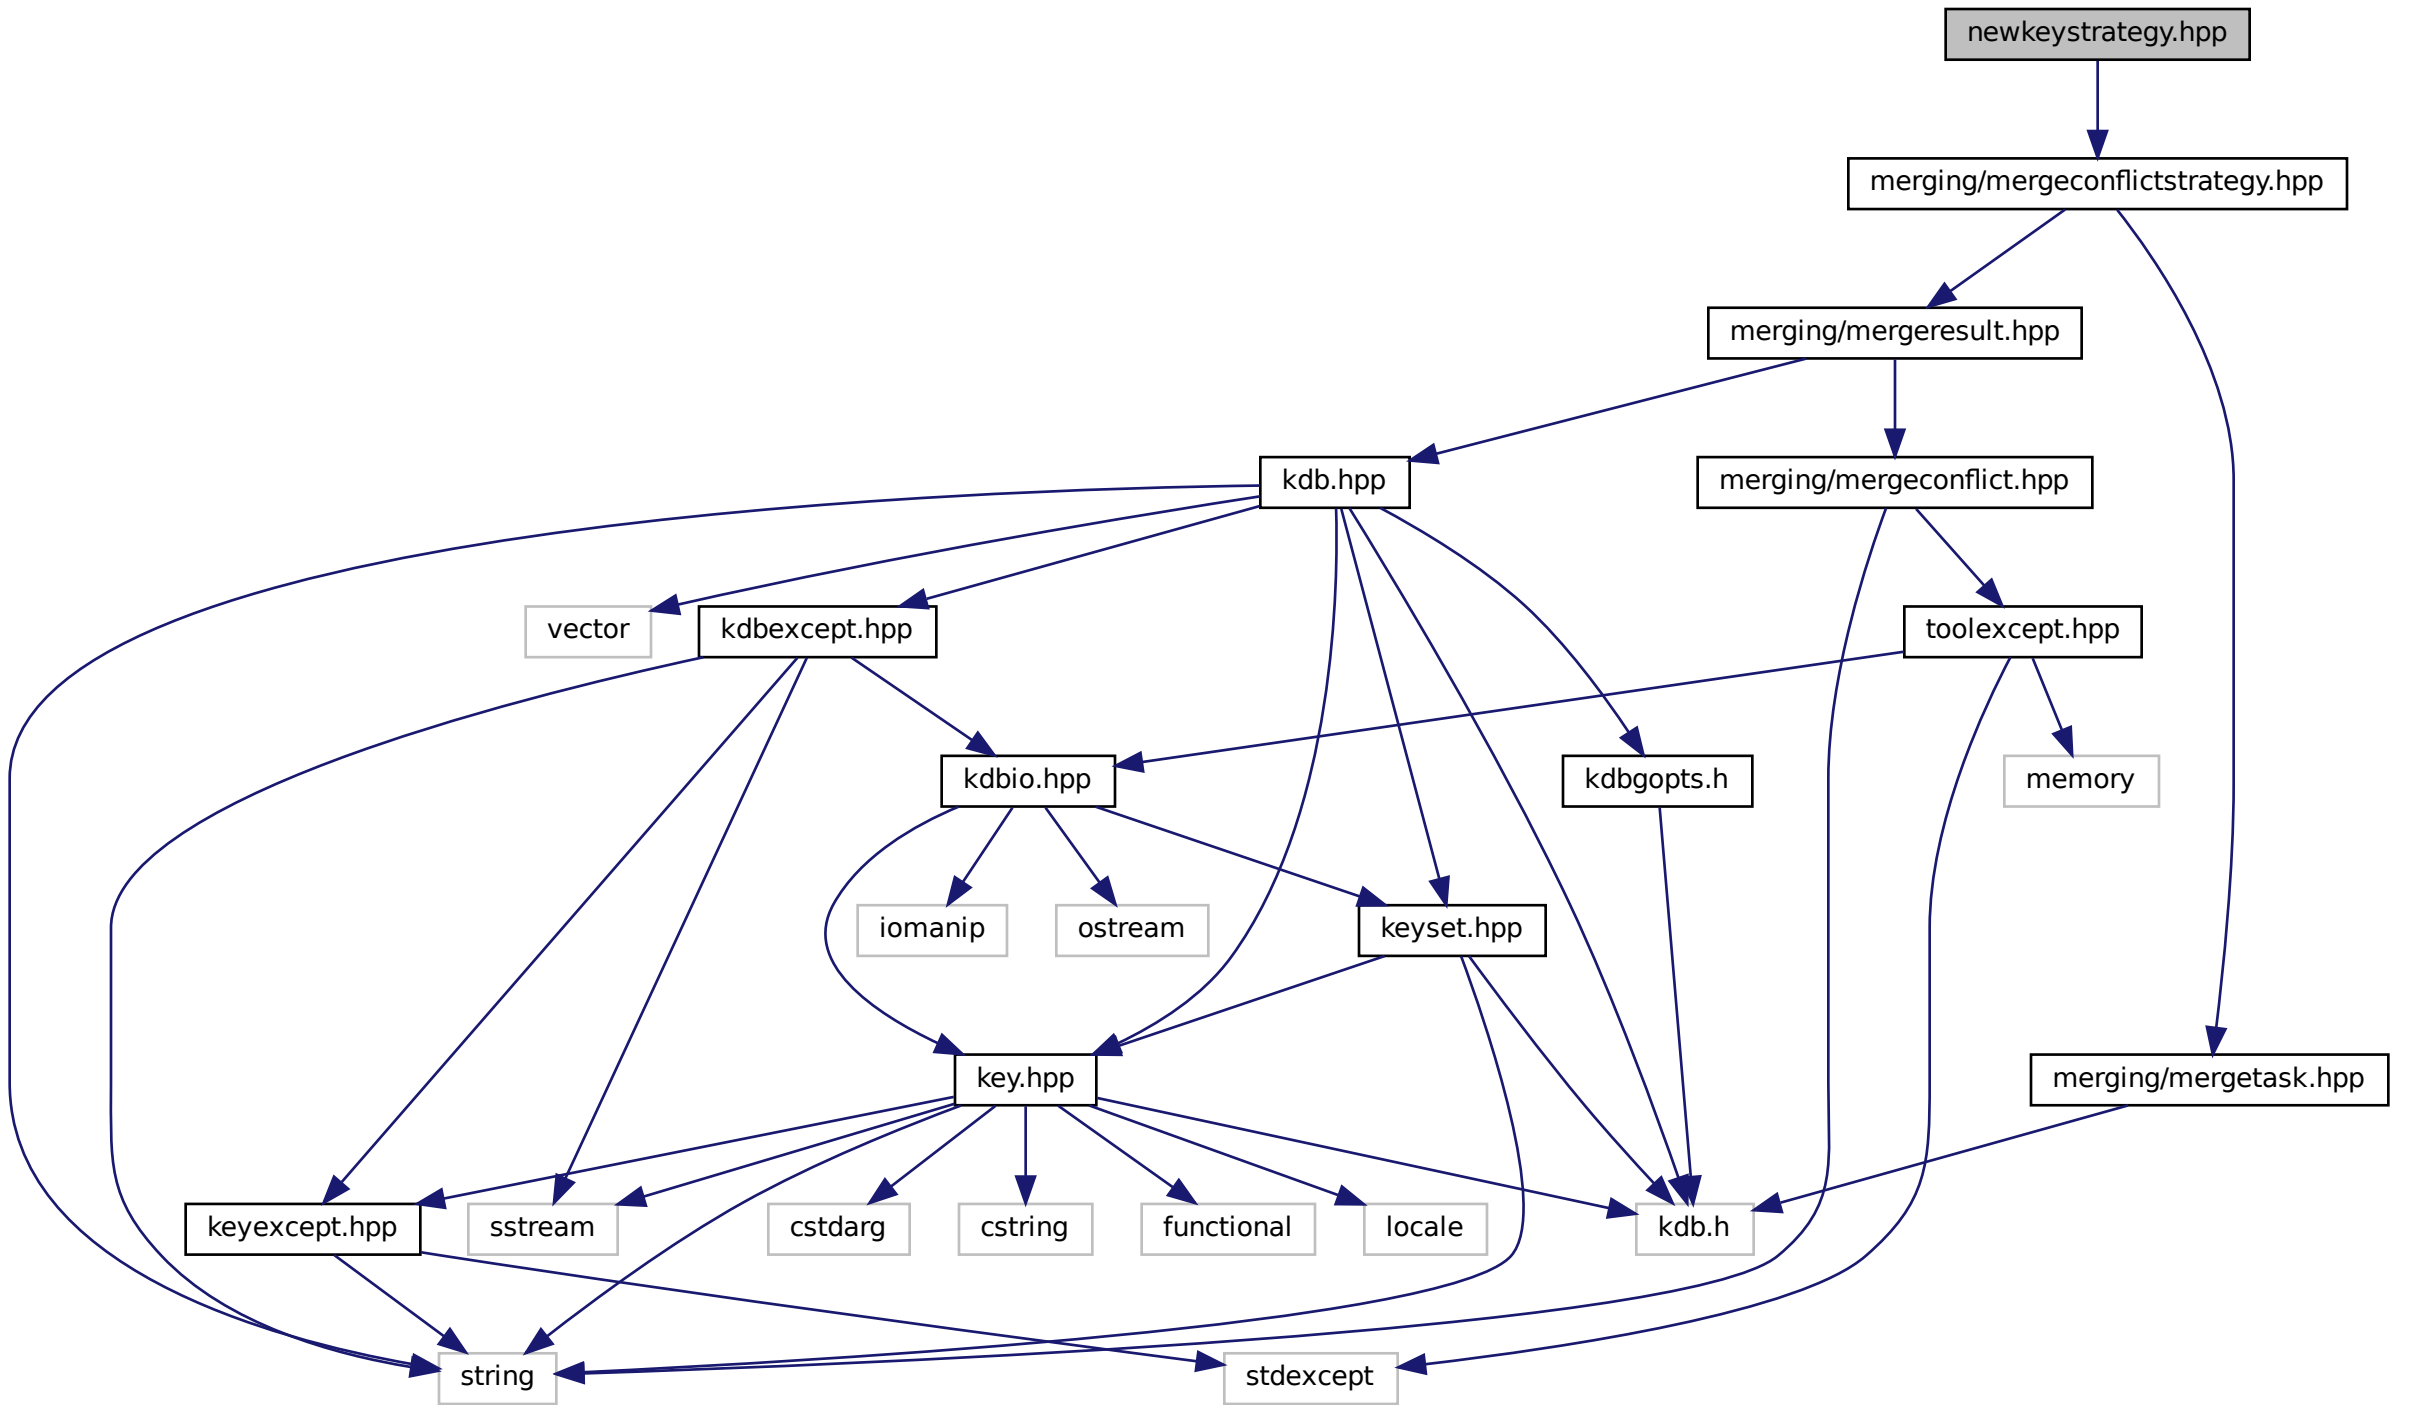 newkeystrategy.hpp
merging/mergeconflictstrategy.hpp
merging/mergeresult.hpp
kdb.hpp
merging/mergeconflict.hpp
vector
kdbexcept.hpp
toolexcept.hpp
kdbio.hpp
kdbgopts.h
memory
iomanip
ostream
keyset.hpp
key.hpp
merging/mergetask.hpp
keyexcept.hpp
sstream
cstdarg
cstring
functional
locale
kdb.h
string
stdexcept